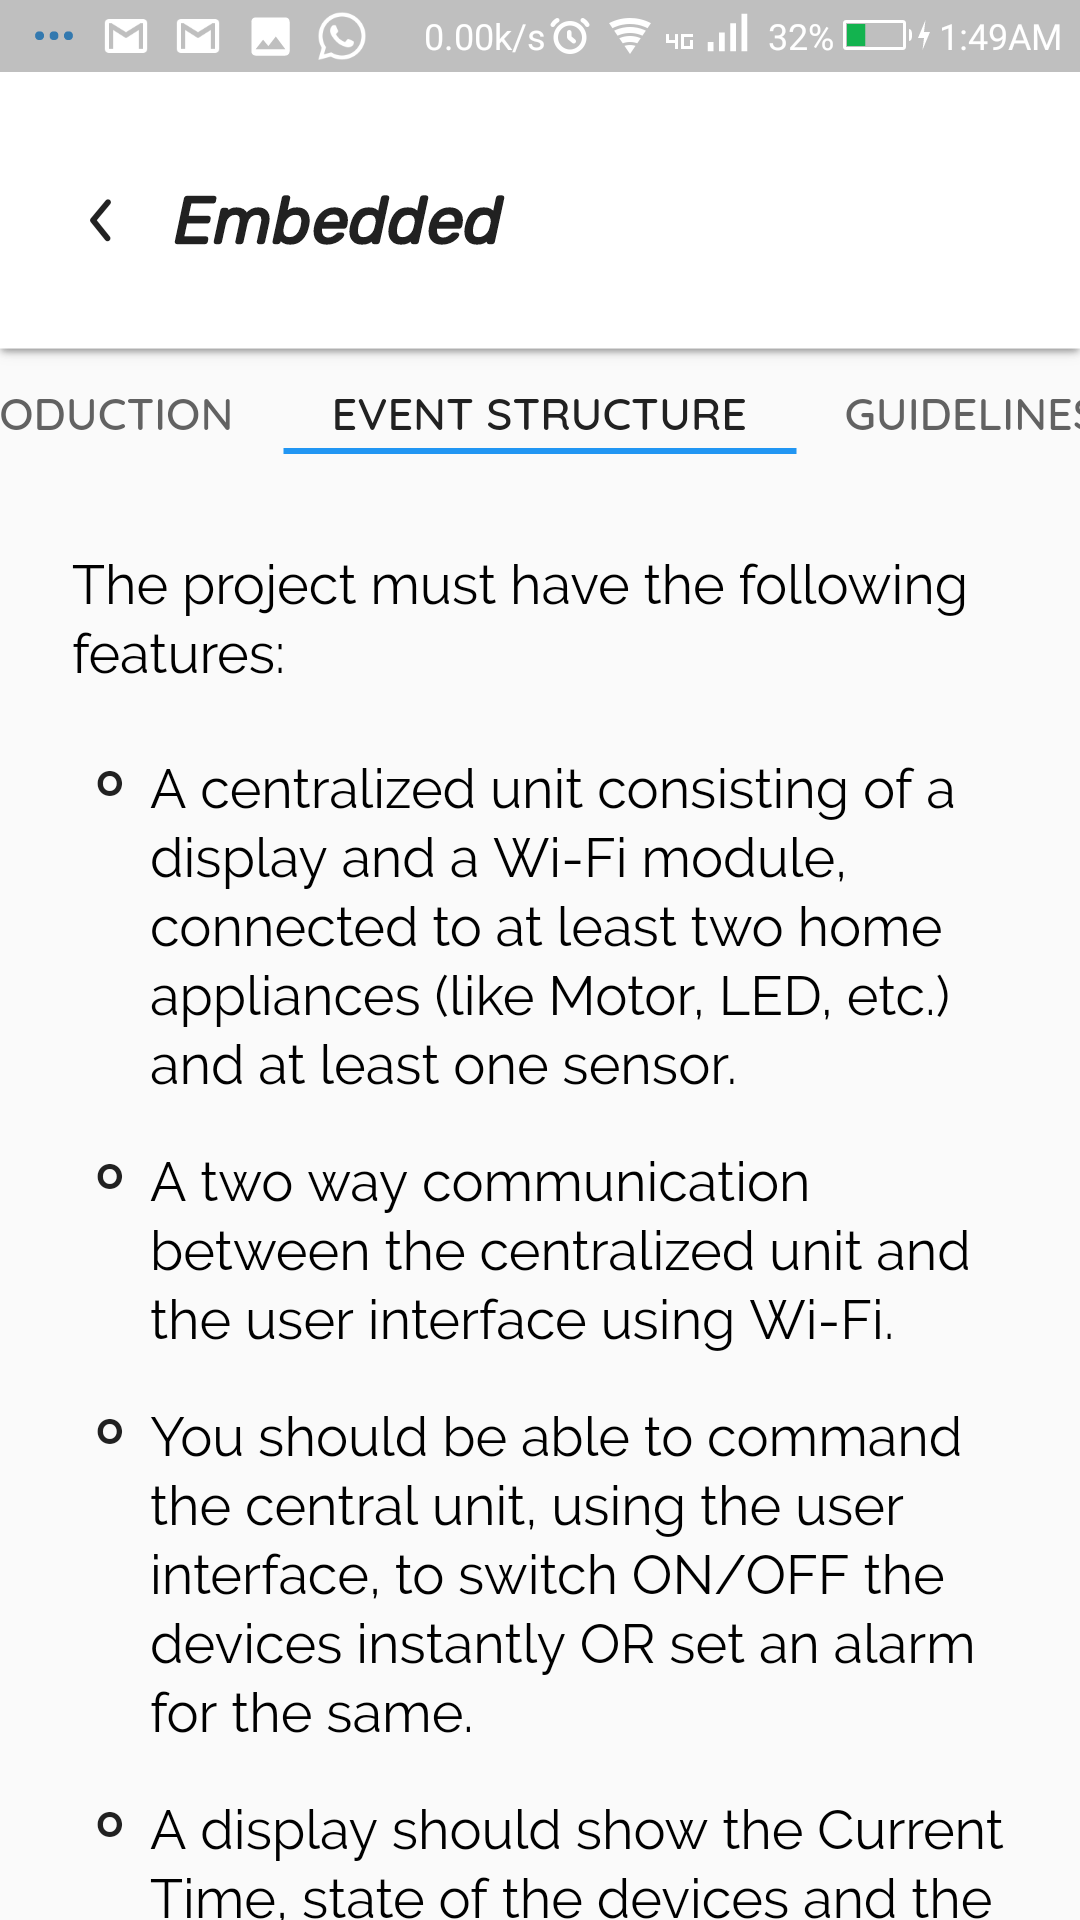 0.00k/s 4G 32% 1:49AM
Embedded
ODUCTION EVENT STRUCTURE GUIDELINES
The project must have the following
features:
A centralized unit consisting of a
display and a Wi-Fi module,
connected to at least two home
appliances (like Motor, LED, etc.)
and at least one sensor.
A two way communication
between the centralized unit and
the user interface using Wi-Fi.
You should be able to command
the central unit, using the user
interface, to switch ON/OFF the
devices instantly OR set an alarm
for the same.
A display should show the Current
Time, state of the devices and the